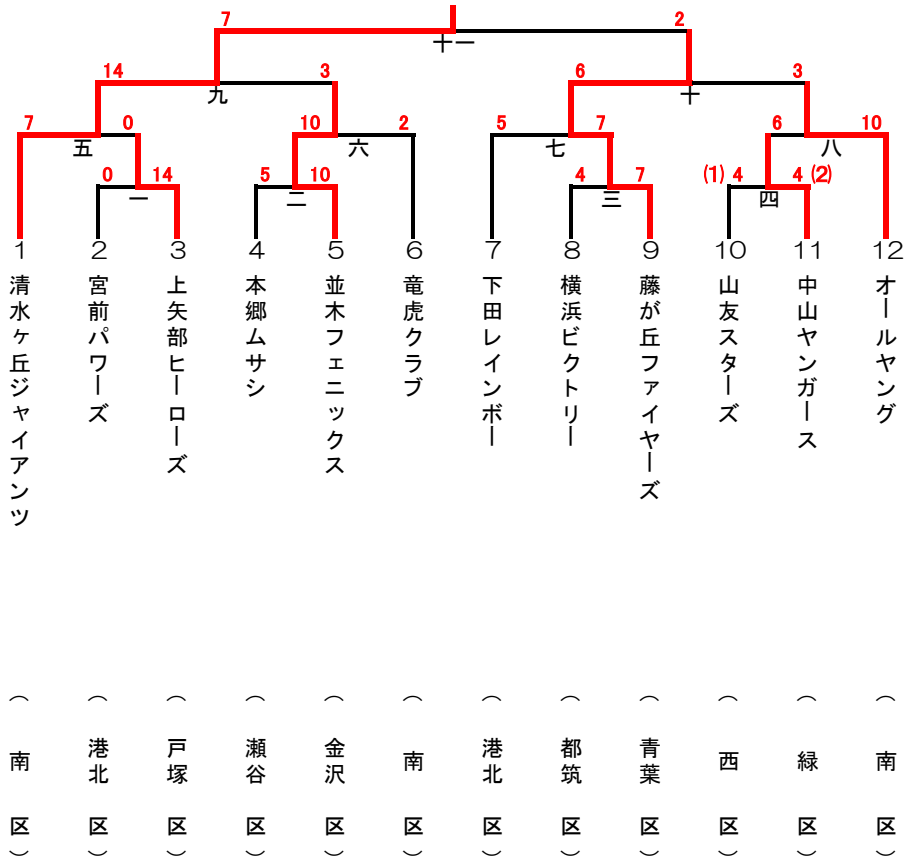 7
2
十一
14
3
6
3
九
十
7
0
10
2
5
7
6
10
五
六
七
八
0
14
5
10
4
7
(1) 4
4 (2)
一
二
三
四
1
2
3
4
5
6
7
8
9
10
11
12
清水ヶ丘ジャイアンツ
宮前パワーズ
上矢部ヒーローズ
本郷ムサシ
並木フェニックス
竜虎クラブ
下田レインボー
横浜ビクトリー
藤が丘ファイヤーズ
山友スターズ
中山ヤンガース
オールヤング
(南区)
(港北区)
(戸塚区)
(瀬谷区)
(金沢区)
(南区)
(港北区)
(都筑区)
(青葉区)
(西区)
(緑区)
(南区)